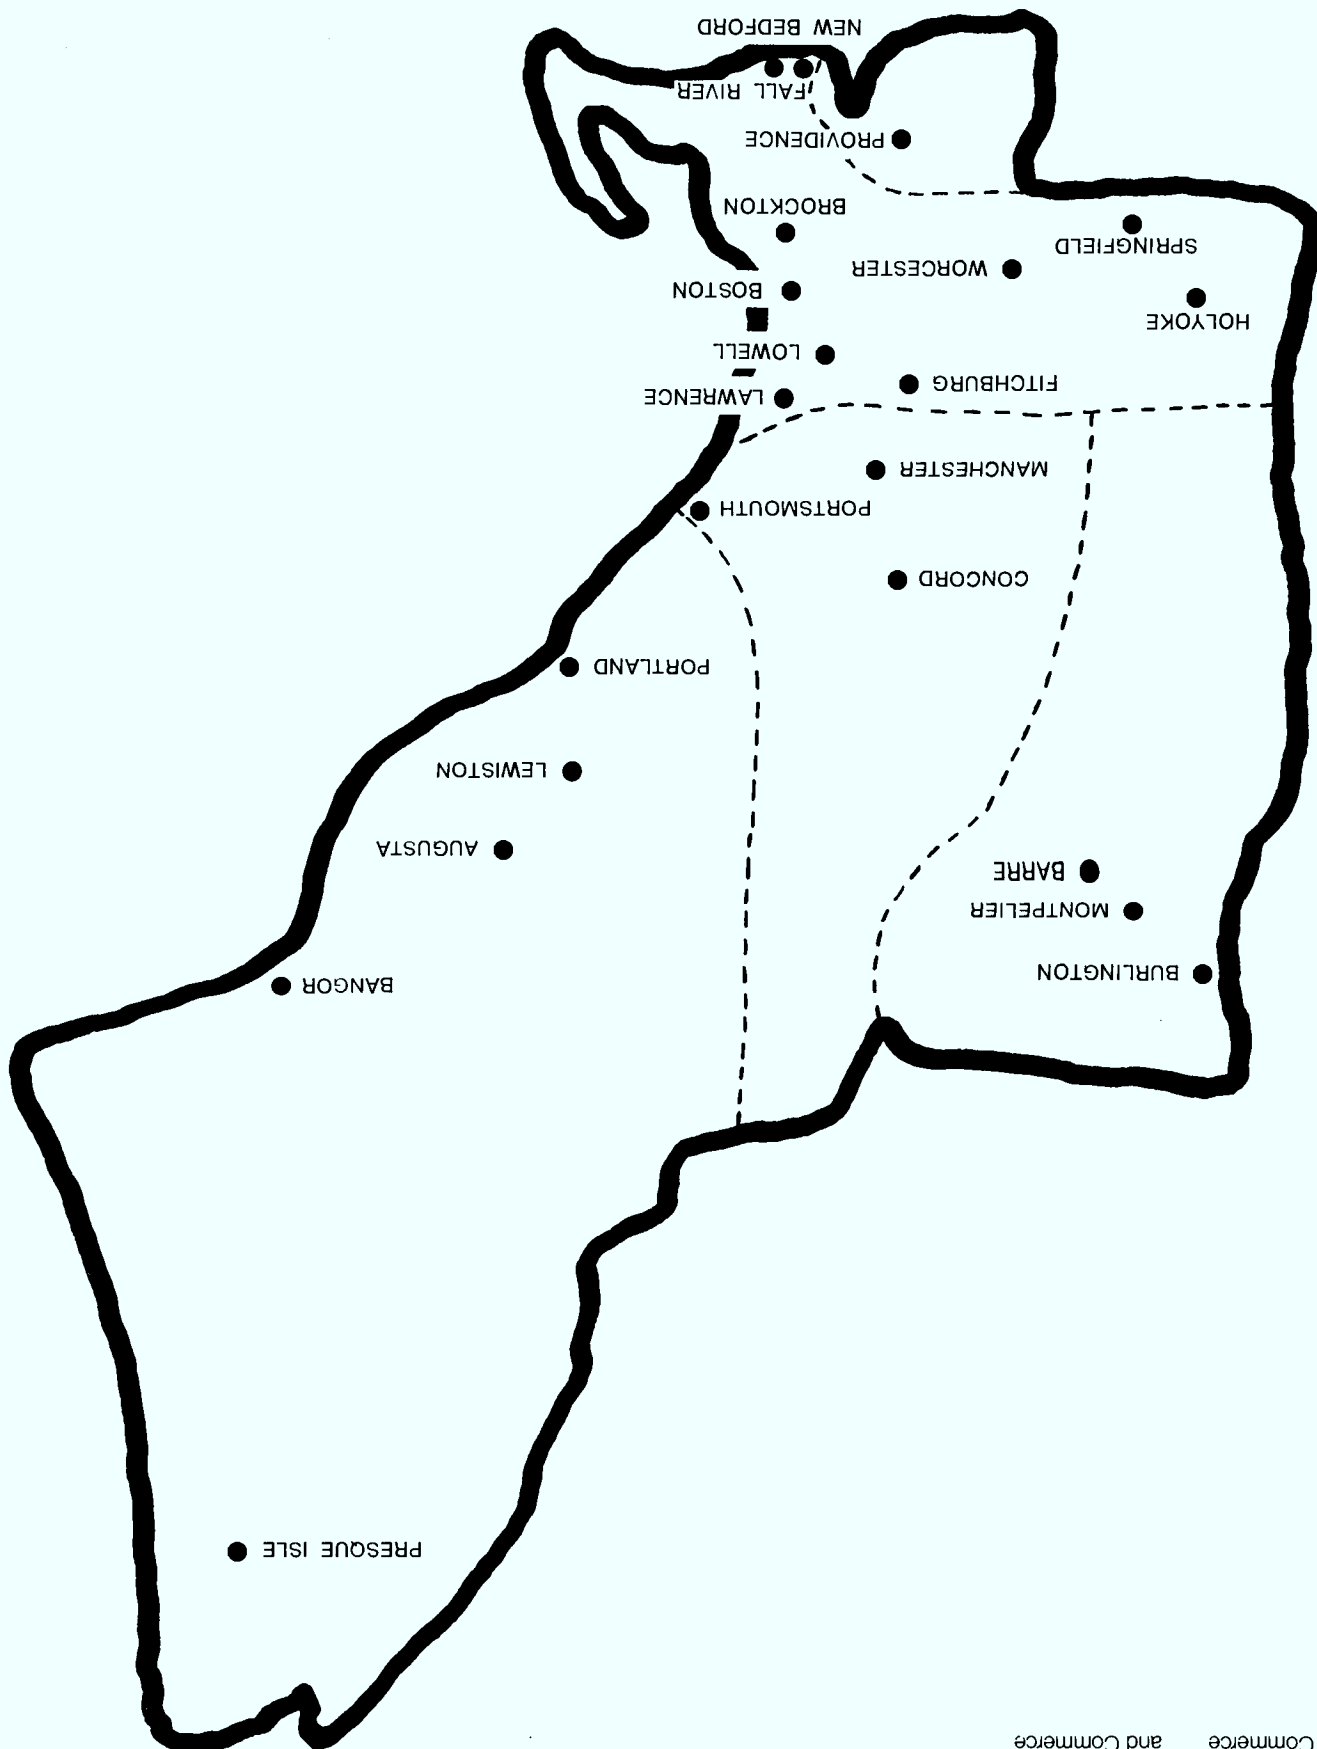 Commerce and Commerce
PRESQUE ISLE
BANGOR
BURLINGTON
MONTPELIER
BARRE
AUGUSTA
LEWISTON
PORTLAND
CONCORD
PORTSMOUTH
MANCHESTER
LAWRENCE
FITCHBURG
LOWELL
HOLYOKE
BOSTON
WORCESTER
SPRINGFIELD
BROCKTON
PROVIDENCE
FALL RIVER
NEW BEDFORD